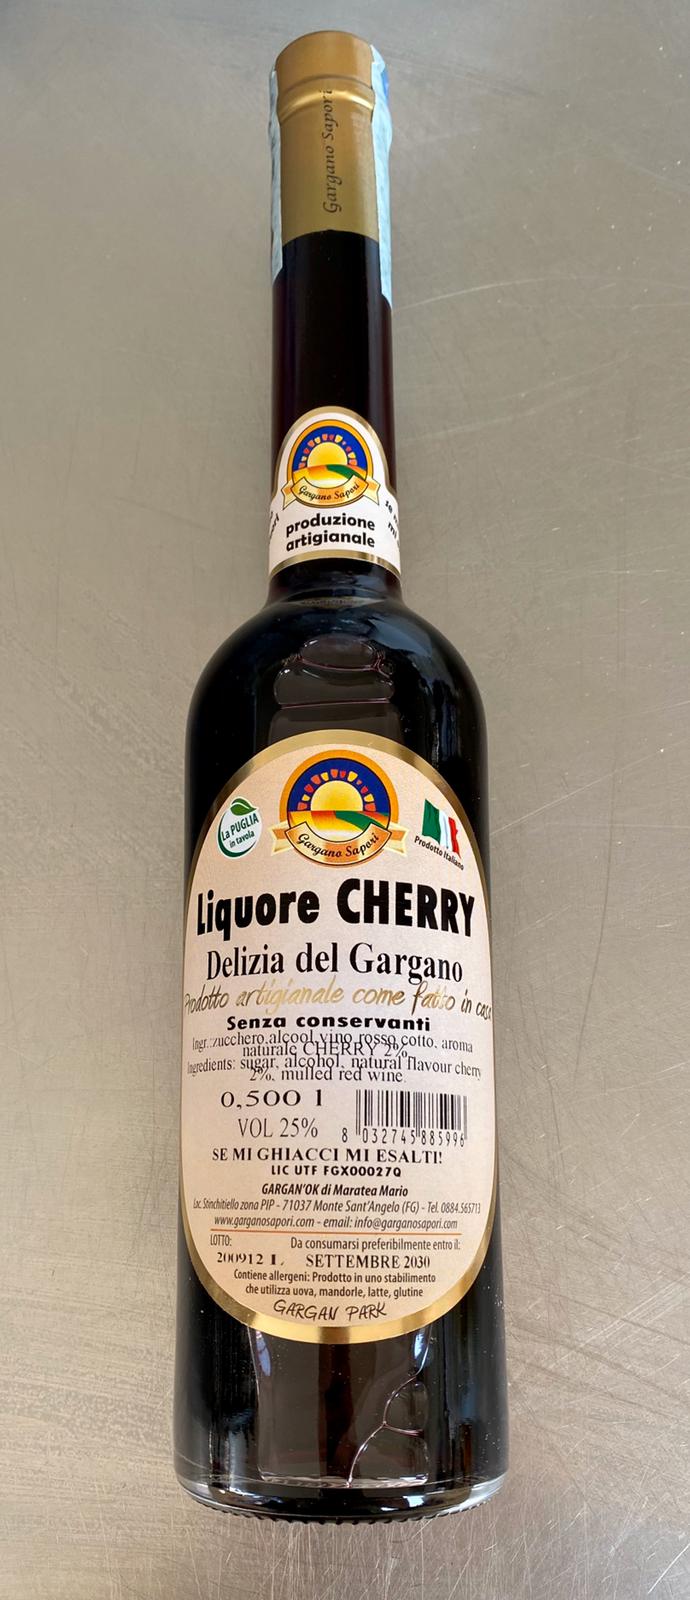 Gargano Sapori
Gargano Sapori
produzione
artigianale
La PUGLIA
in tavola
Gargano Sapori
Prodotto Italiano
Liquore CHERRY
Delizia del Gargano
Prodotto artigianale come fatto in casa
Senza conservanti
Ingr.:zucchero,alcool,vino rosso cotto, aroma
naturale CHERRY 2%.
Ingredients: sugar, alcohol, natural flavour cherry
2%, mulled red wine.
0,500 l
VOL 25%
8 032745 885996
SE MI GHIACCI MI ESALTI!
LIC UTF FGX00027Q
GARGAN'OK di Maratea Mario
Loc. Stinchitiello zona PIP - 71037 Monte Sant'Angelo (FG) - Tel. 0884.565713
www.garganosapori.com - email: info@garganosapori.com
LOTTO: Da consumarsi preferibilmente entro il:
200912 L. SETTEMBRE 2030
Contiene allergeni: Prodotto in uno stabilimento
che utilizza uova, mandorle, latte, glutine
GARGAN PARK